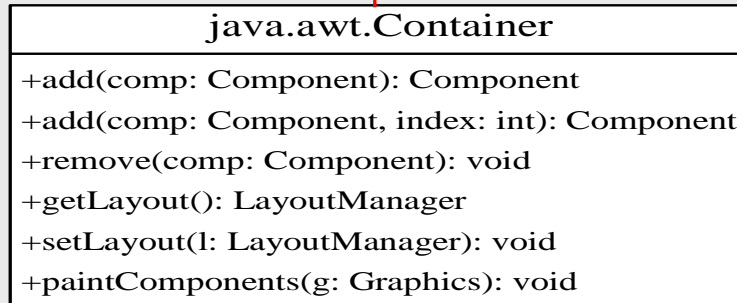 java.awt.Container
+add(comp: Component): Component
+add(comp: Component, index: int): Component
+remove(comp: Component): void
+getLayout(): LayoutManager
+setLayout(l: LayoutManager): void
+paintComponents(g: Graphics): void